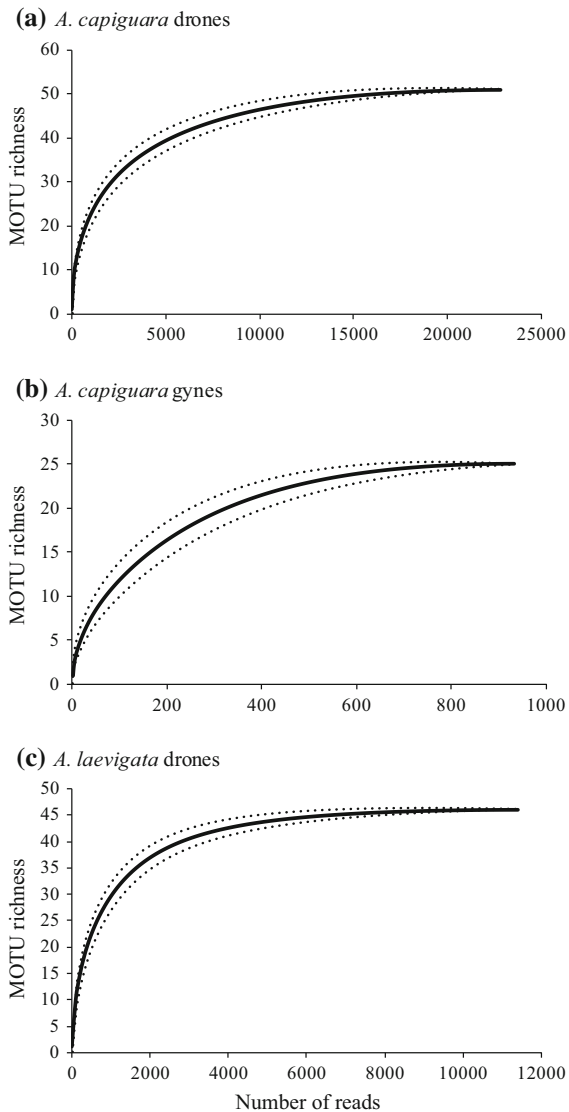 (a) A. capiguara drones
60
50
40
30
20
10
0
MOTU richness
0 5000 10000 15000 20000 25000
(b) A. capiguara gynes
30
25
20
15
10
5
0
MOTU richness
0 200 400 600 800 1000
(c) A. laevigata drones
50
45
40
35
30
25
20
15
10
5
0
MOTU richness
0 2000 4000 6000 8000 10000 12000
Number of reads